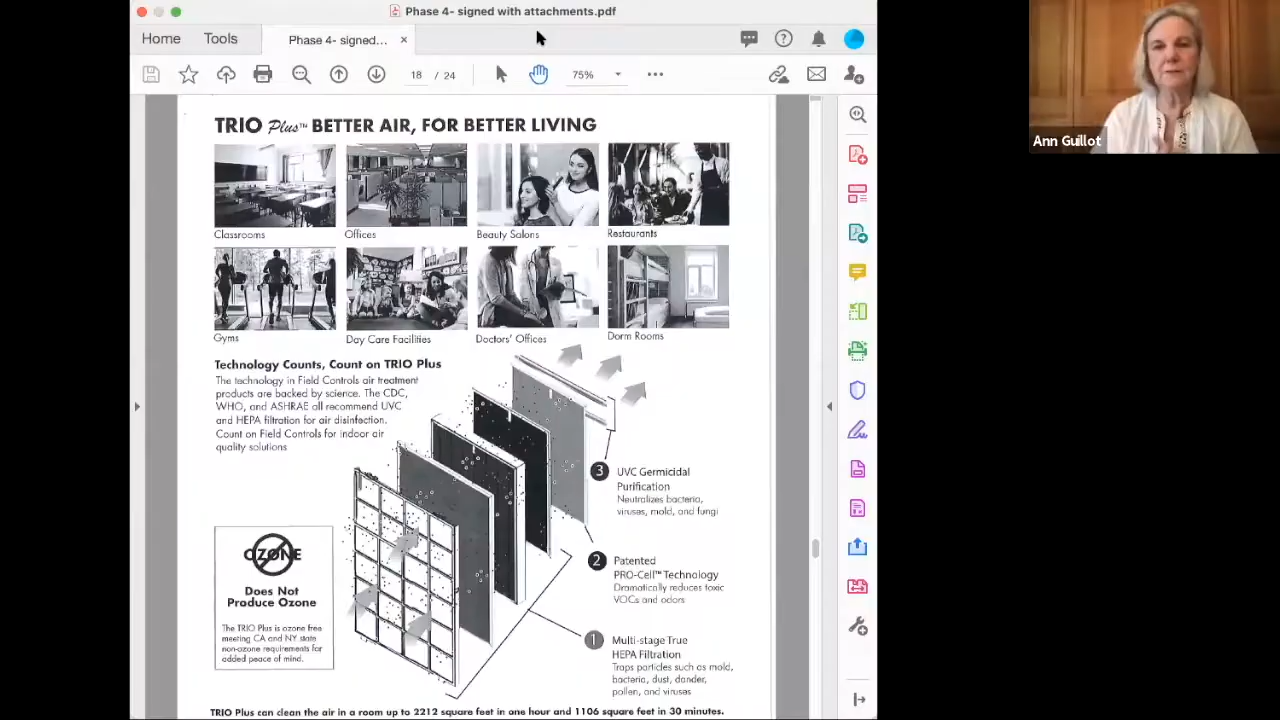 Phase 4- signed with attachments.pdf
Home
Tools
Phase 4- signed...
18 / 24
75%
Ann Guillot
TRIO Plus™ BETTER AIR, FOR BETTER LIVING
Classrooms
Offices
Beauty Salons
Restaurants
Gyms
Day Care Facilities
Doctors' Offices
Dorm Rooms
Technology Counts, Count on TRIO Plus
The technology in Field Controls air treatment
products are backed by science. The CDC,
WHO, and ASHRAE all recommend UVC
and HEPA filtration for air disinfection.
Count on Field Controls for indoor air
quality solutions
3 UVC Germicidal
Purification
Neutralizes bacteria,
viruses, mold, and fungi
2 Patented
PRO-Cell™ Technology
Dramatically reduces toxic
VOCs and odors
1 Multi-stage True
HEPA Filtration
Traps particles such as mold,
bacteria, dust, dander,
pollen, and viruses
OZONE
Does Not
Produce Ozone
The TRIO Plus is ozone free
meeting CA and NY state
non-ozone requirements for
added peace of mind.
TRIO Plus can clean the air in a room up to 2212 square feet in one hour and 1106 square feet in 30 minutes.